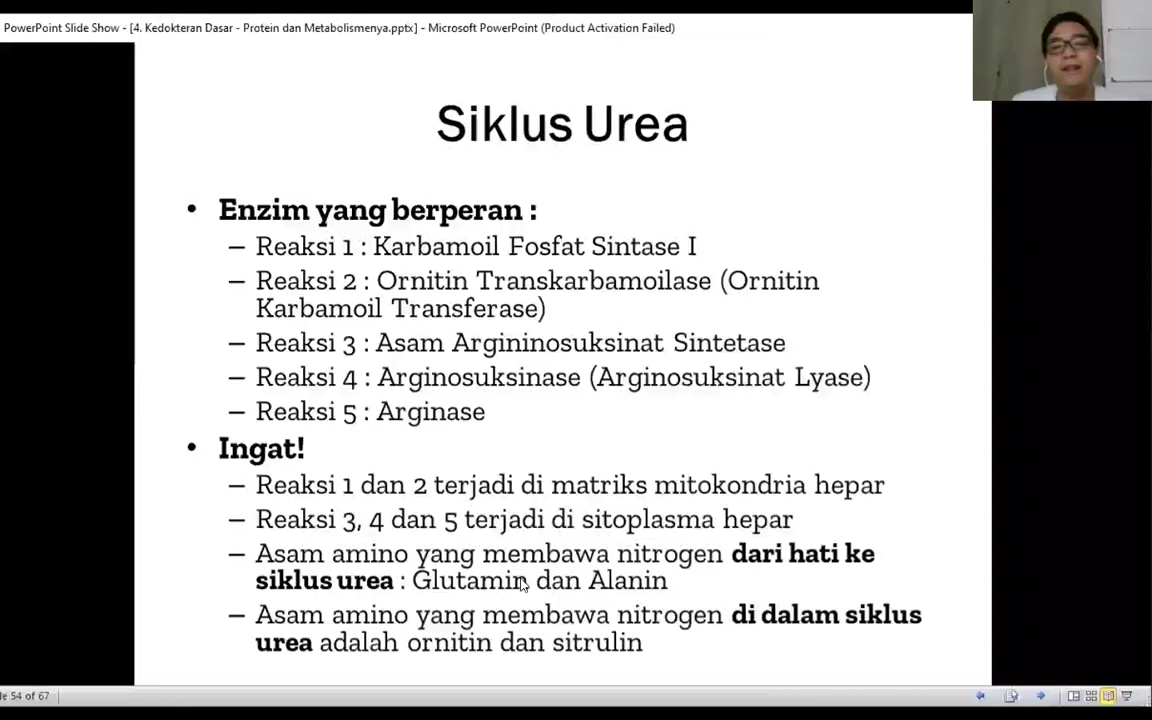 PowerPoint Slide Show - [4. Kedokteran Dasar - Protein dan Metabolismenya.pptx] - Microsoft PowerPoint (Product Activation Failed)
Siklus Urea
• Enzim yang berperan :
– Reaksi 1 : Karbamoil Fosfat Sintase I
– Reaksi 2 : Ornitin Transkarbamoilase (Ornitin
Karbamoil Transferase)
– Reaksi 3 : Asam Argininosuksinat Sintetase
– Reaksi 4 : Arginosuksinase (Arginosuksinat Lyase)
– Reaksi 5 : Arginase
• Ingat!
– Reaksi 1 dan 2 terjadi di matriks mitokondria hepar
– Reaksi 3, 4 dan 5 terjadi di sitoplasma hepar
– Asam amino yang membawa nitrogen dari hati ke
siklus urea : Glutamin dan Alanin
– Asam amino yang membawa nitrogen di dalam siklus
urea adalah ornitin dan sitrulin
le 54 of 67